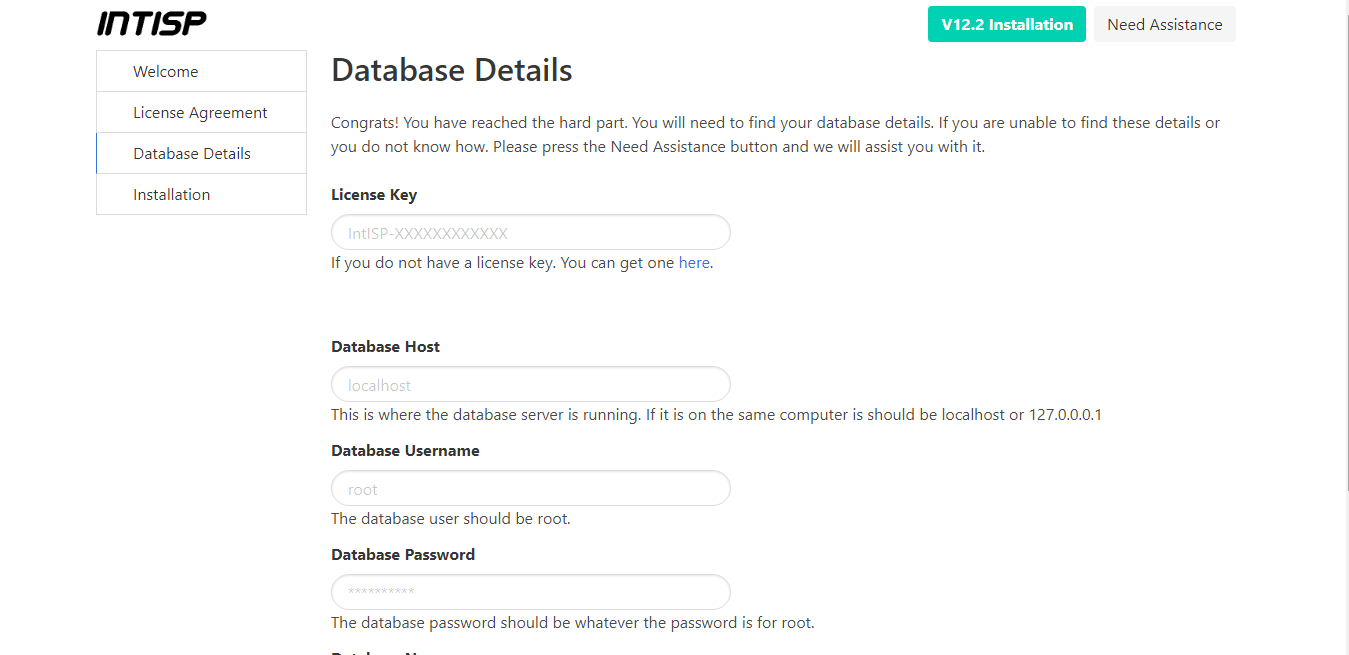 INTISP
V12.2 Installation
Need Assistance
Welcome
License Agreement
Database Details
Installation
Database Details
Congrats! You have reached the hard part. You will need to find your database details. If you are unable to find these details or
you do not know how. Please press the Need Assistance button and we will assist you with it.
License Key
IntISP-XXXXXXXXXXXX
If you do not have a license key. You can get one here.
Database Host
localhost
This is where the database server is running. If it is on the same computer is should be localhost or 127.0.0.0.1
Database Username
root
The database user should be root.
Database Password
**********
The database password should be whatever the password is for root.